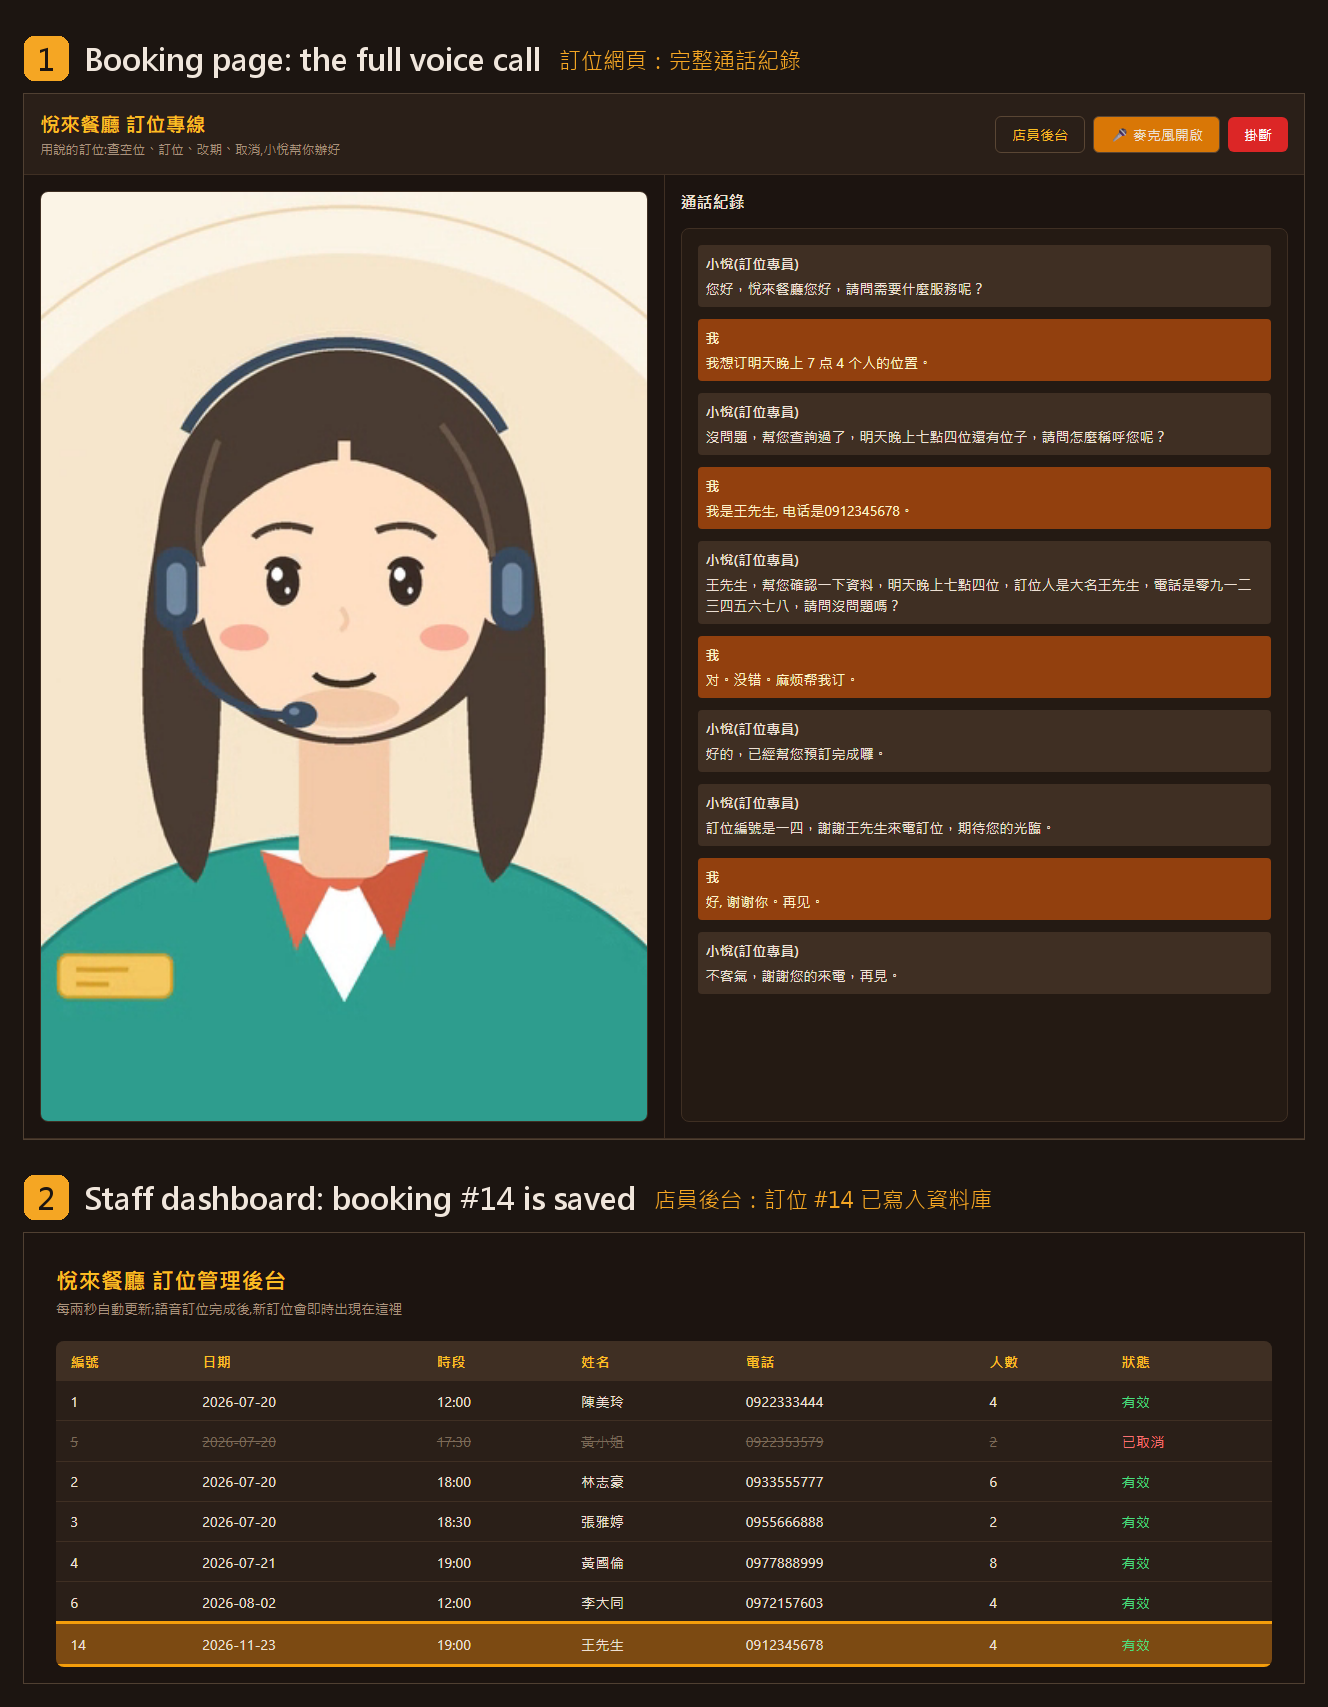 1 Booking page: the full voice call 訂位網頁：完整通話紀錄
悅來餐廳 訂位專線
用說的訂位:查空位、訂位、改期、取消,小悅幫你辦好
店員後台
麥克風開啟
掛斷
通話紀錄
小悅(訂位專員)
您好，悅來餐廳您好，請問需要什麼服務呢？
我
我想订明天晚上 7 点 4 个人的位置。
小悅(訂位專員)
沒問題，幫您查詢過了，明天晚上七點四位還有位子，請問怎麼稱呼您呢？
我
我是王先生, 电话是0912345678。
小悅(訂位專員)
王先生，幫您確認一下資料，明天晚上七點四位，訂位人是大名王先生，電話是零九一二
三四五六七八，請問沒問題嗎？
我
对。没错。麻烦帮我订。
小悅(訂位專員)
好的，已經幫您預訂完成囉。
小悅(訂位專員)
訂位編號是一四，謝謝王先生來電訂位，期待您的光臨。
我
好, 谢谢你。再见。
小悅(訂位專員)
不客氣，謝謝您的來電，再見。
2 Staff dashboard: booking #14 is saved 店員後台：訂位 #14 已寫入資料庫
悅來餐廳 訂位管理後台
每兩秒自動更新;語音訂位完成後,新訂位會即時出現在這裡
編號 日期 時段 姓名 電話 人數 狀態
1 2026-07-20 12:00 陳美玲 0922333444 4 有效
5 2026-07-20 17:30 黃小姐 0922353579 2 已取消
2 2026-07-20 18:00 林志豪 0933555777 6 有效
3 2026-07-20 18:30 張雅婷 0955666888 2 有效
4 2026-07-21 19:00 黃國倫 0977888999 8 有效
6 2026-08-02 12:00 李大同 0972157603 4 有效
14 2026-11-23 19:00 王先生 0912345678 4 有效